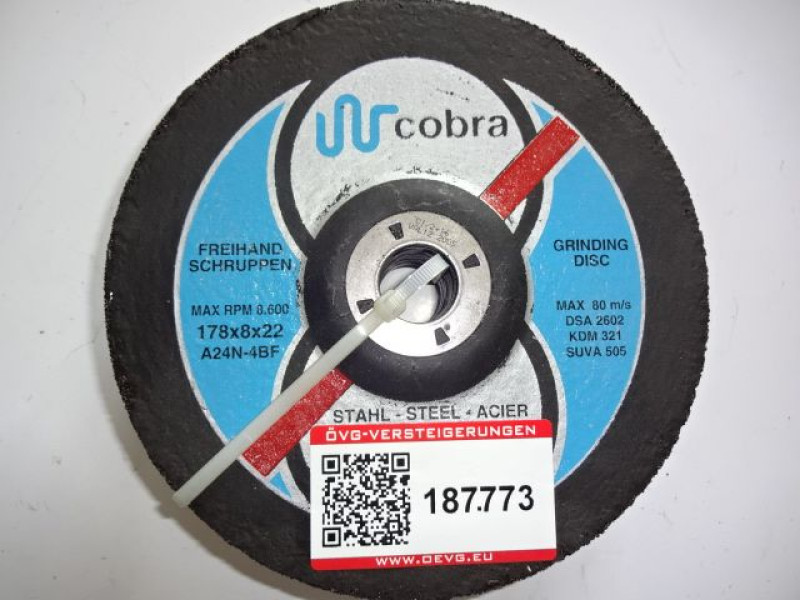 cobra
FREIHAND
SCHRUPPEN
MAX RPM 8.600
178x8x22
A24N-4BF
GRINDING
DISC
MAX 80 m/s
DSA 2602
KDM 321
SUVA 505
STAHL - STEEL - ACIER
ÖVG-VERSTEIGERUNGEN
187.773
WWW.OEVG.EU